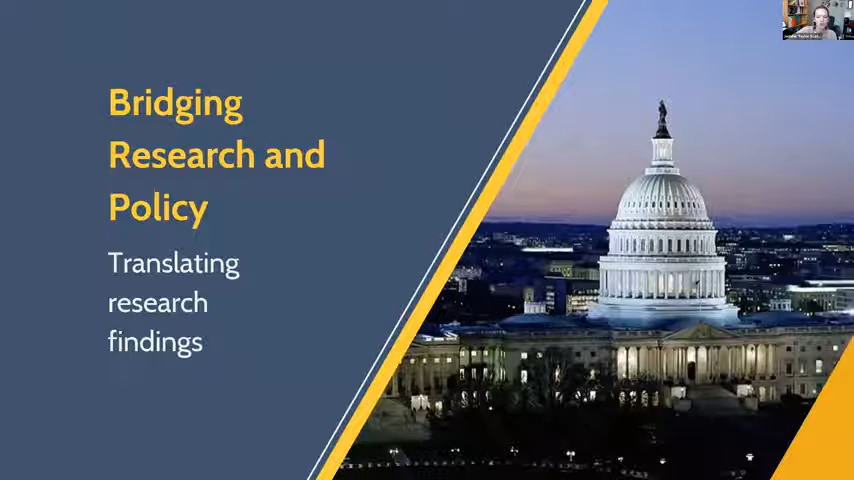 Bridging
Research and
Policy
Translating
research
findings